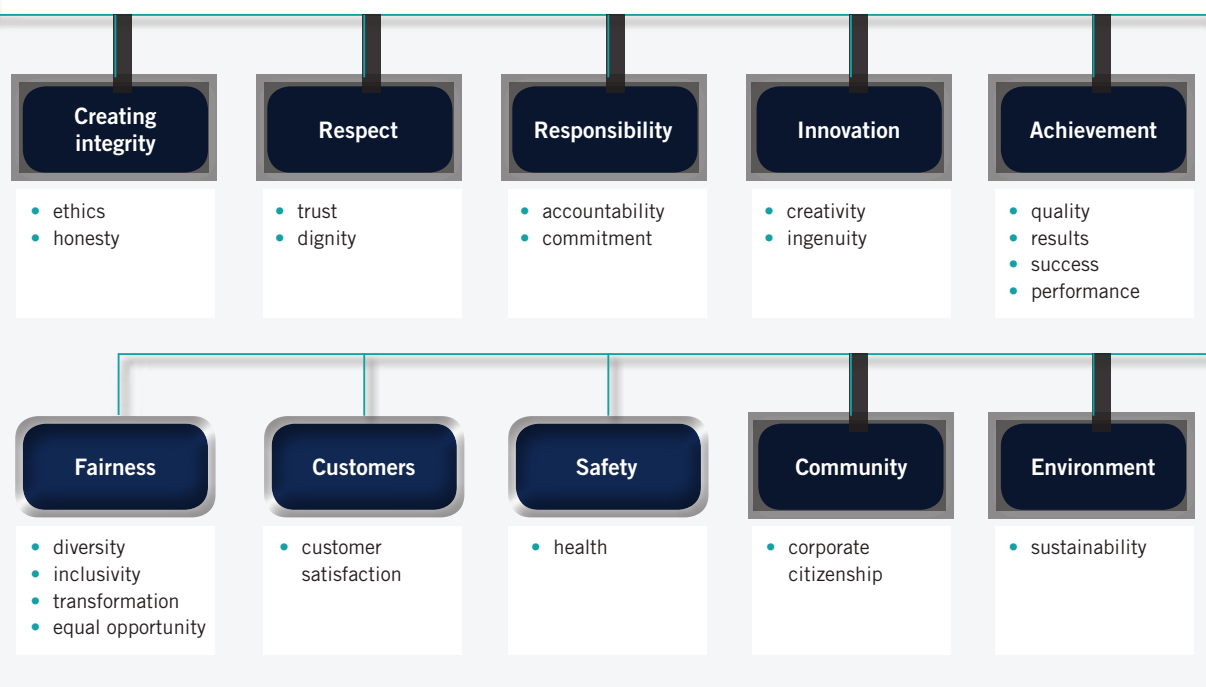 Creating
integrity
Respect
Responsibility
Innovation
Achievement
• ethics
• honesty
• trust
• dignity
• accountability
• commitment
• creativity
• ingenuity
• quality
• results
• success
• performance
Fairness
Customers
Safety
Community
Environment
• diversity
• inclusivity
• transformation
• equal opportunity
• customer
satisfaction
• health
• corporate
citizenship
• sustainability